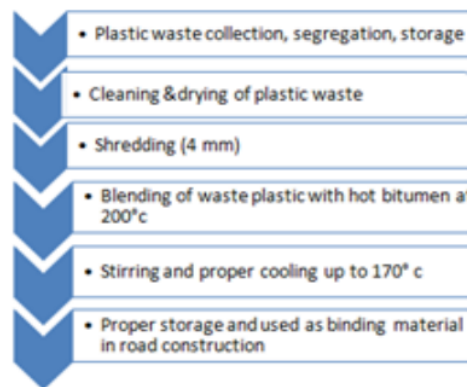 • Plastic waste collection, segregation, storage
• Cleaning &drying of plastic waste
• Shredding (4 mm)
• Blending of waste plastic with hot bitumen at
200°c
• Stirring and proper cooling up to 170° c
• Proper storage and used as binding material
in road construction